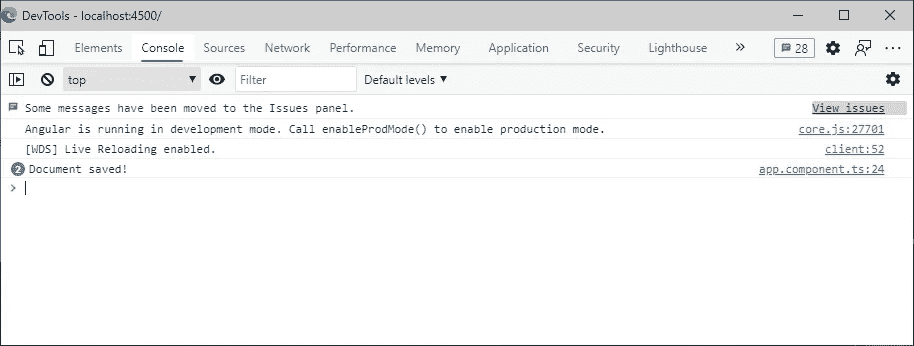 DevTools - localhost:4500/
Elements Console Sources Network Performance Memory Application Security Lighthouse » 28
top Filter Default levels
Some messages have been moved to the Issues panel. View issues
Angular is running in development mode. Call enableProdMode() to enable production mode. core.js:27701
[WDS] Live Reloading enabled. client:52
2 Document saved! app.component.ts:24
>